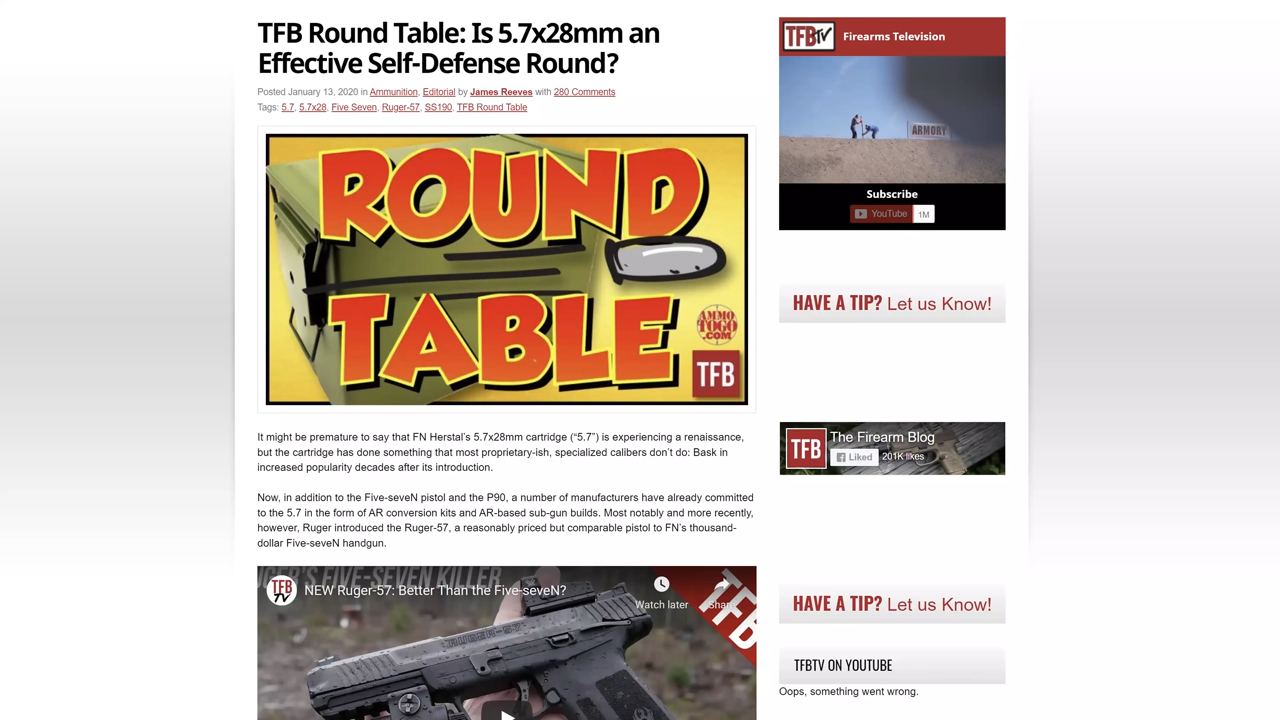 TFB Round Table: Is 5.7x28mm an
Effective Self-Defense Round?
Posted January 13, 2020 in Ammunition, Editorial by James Reeves with 280 Comments
Tags: 5.7, 5.7x28, Five Seven, Ruger-57, SS190, TFB Round Table
ROUND
TABLE
AMMO
TOGO
.COM
TFB
It might be premature to say that FN Herstal’s 5.7x28mm cartridge (“5.7”) is experiencing a renaissance,
but the cartridge has done something that most proprietary-ish, specialized calibers don’t do: Bask in
increased popularity decades after its introduction.
Now, in addition to the Five-seveN pistol and the P90, a number of manufacturers have already committed
to the 5.7 in the form of AR conversion kits and AR-based sub-gun builds. Most notably and more recently,
however, Ruger introduced the Ruger-57, a reasonably priced but comparable pistol to FN’s thousand-
dollar Five-seveN handgun.
FIVE-SEVEN KILLER
TFB
TV
NEW Ruger-57: Better Than the Five-seveN?
Watch later
Share
TFB
RUGER-57
TFBTV
Firearms Television
ARMORY
Subscribe
YouTube
1M
HAVE A TIP? Let us Know!
TFB
The Firearm Blog
Liked
201K likes
HAVE A TIP? Let us Know!
TFBTV ON YOUTUBE
Oops, something went wrong.